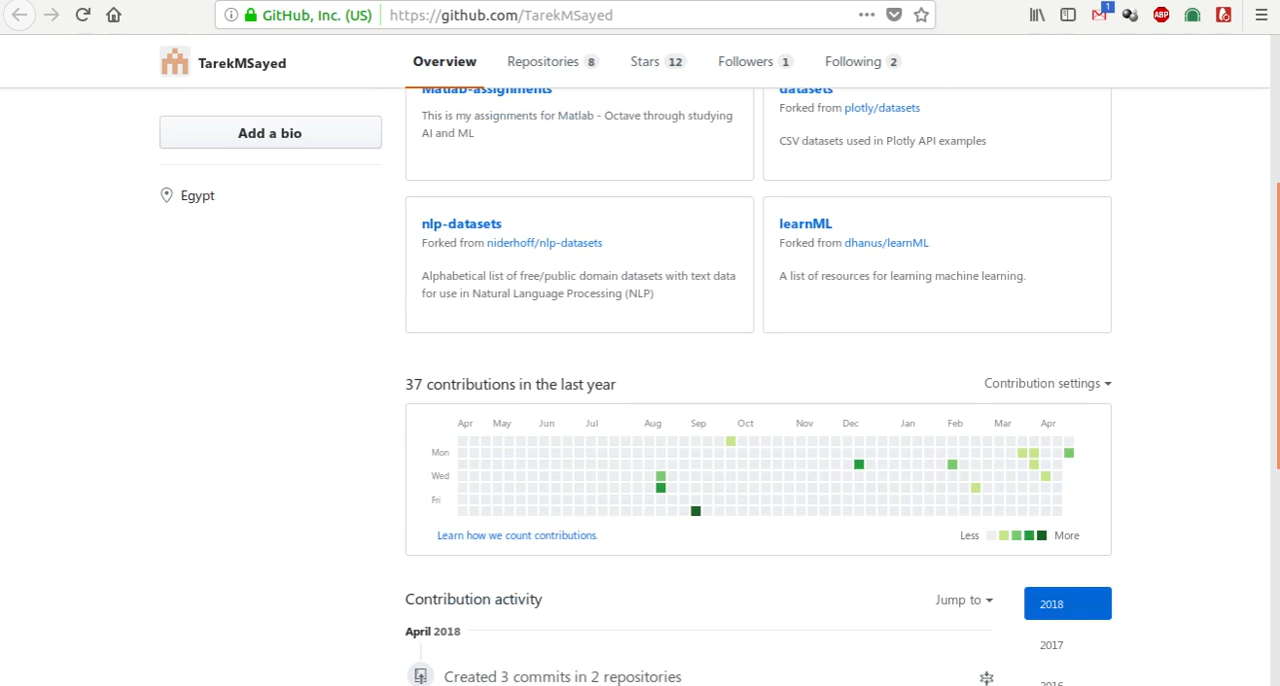 GitHub, Inc. (US) https://github.com/TarekMSayed
1
ABP
TarekMSayed
Overview Repositories 8 Stars 12 Followers 1 Following 2
Add a bio
Egypt
Matlab-assignments
This is my assignments for Matlab - Octave through studying
AI and ML
datasets
Forked from plotly/datasets
CSV datasets used in Plotly API examples
nlp-datasets
Forked from niderhoff/nlp-datasets
Alphabetical list of free/public domain datasets with text data
for use in Natural Language Processing (NLP)
learnML
Forked from dhanus/learnML
A list of resources for learning machine learning.
37 contributions in the last year
Contribution settings
Apr May Jun Jul Aug Sep Oct Nov Dec Jan Feb Mar Apr
Mon
Wed
Fri
Learn how we count contributions.
Less More
Contribution activity
Jump to
2018
2017
2016
April 2018
Created 3 commits in 2 repositories